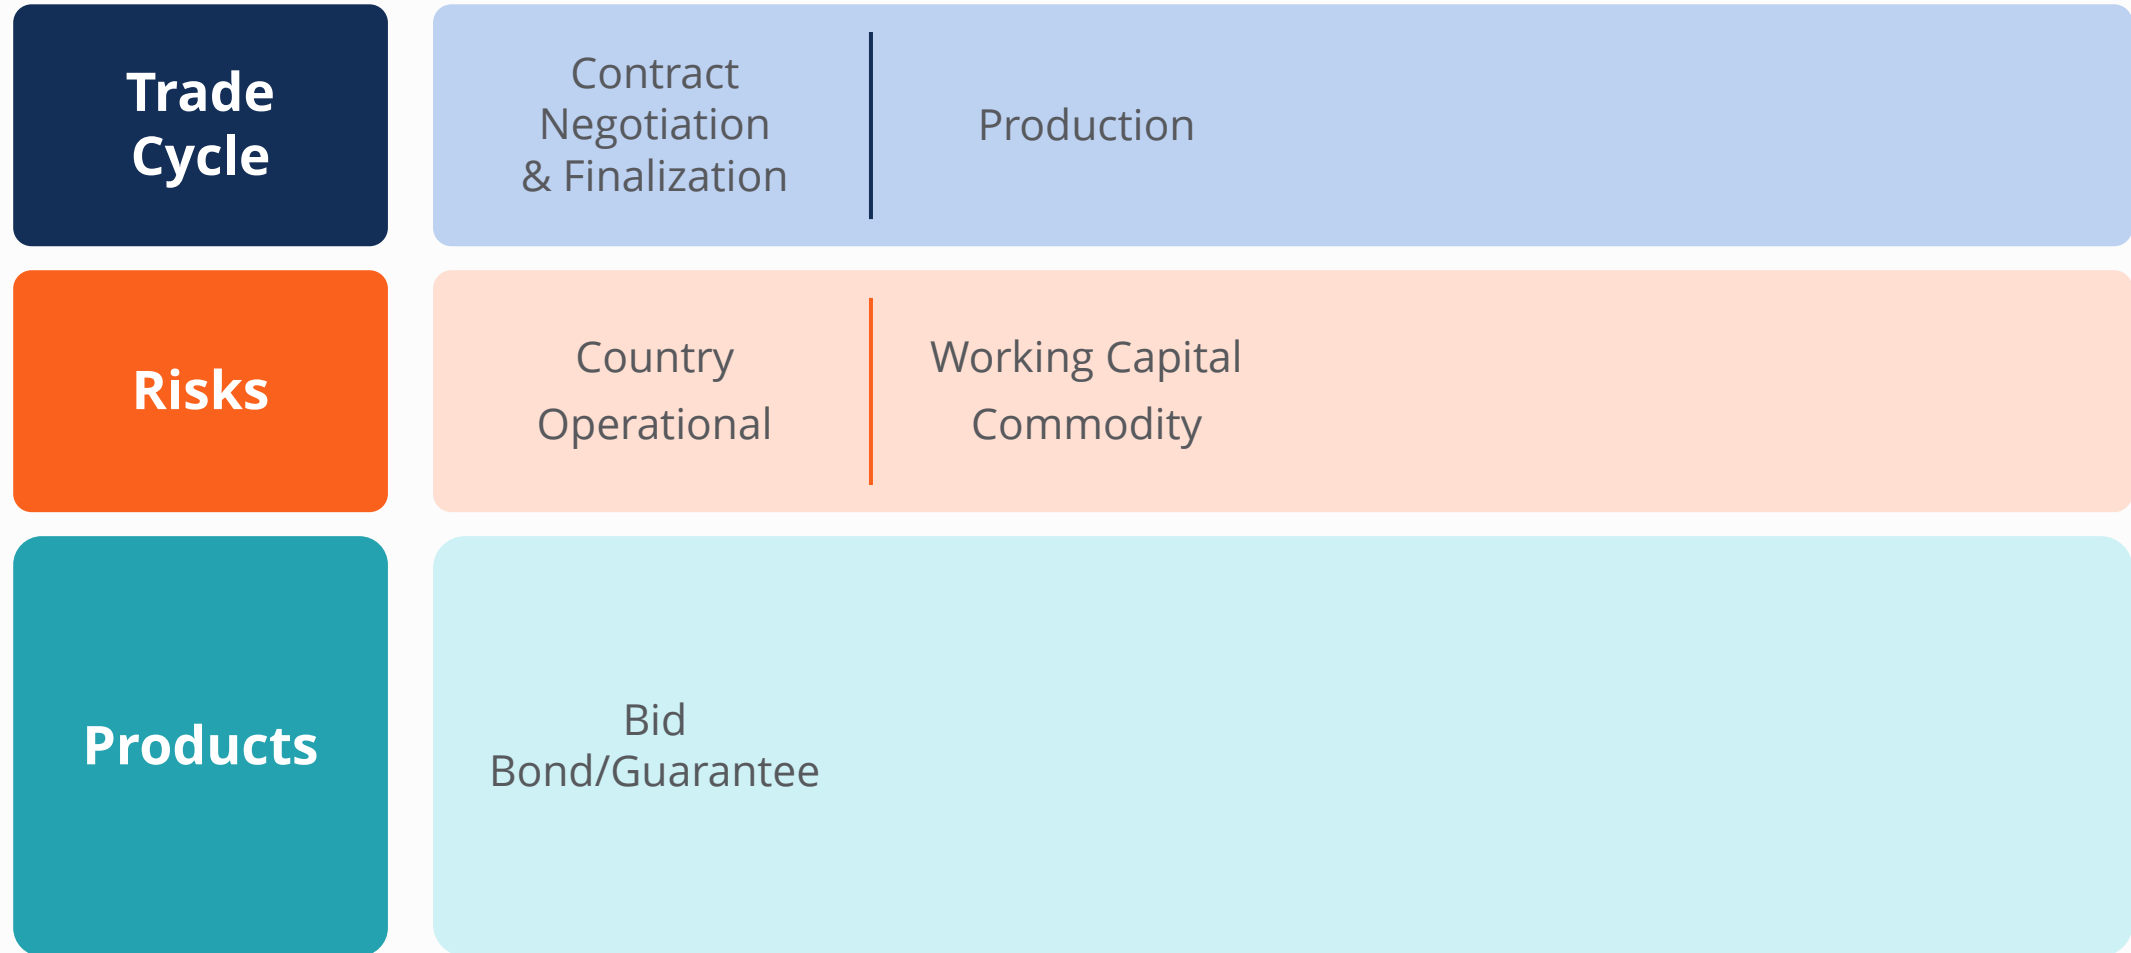 Trade
Cycle
Contract
Negotiation
& Finalization
Production
Risks
Country
Operational
Working Capital
Commodity
Products
Bid
Bond/Guarantee